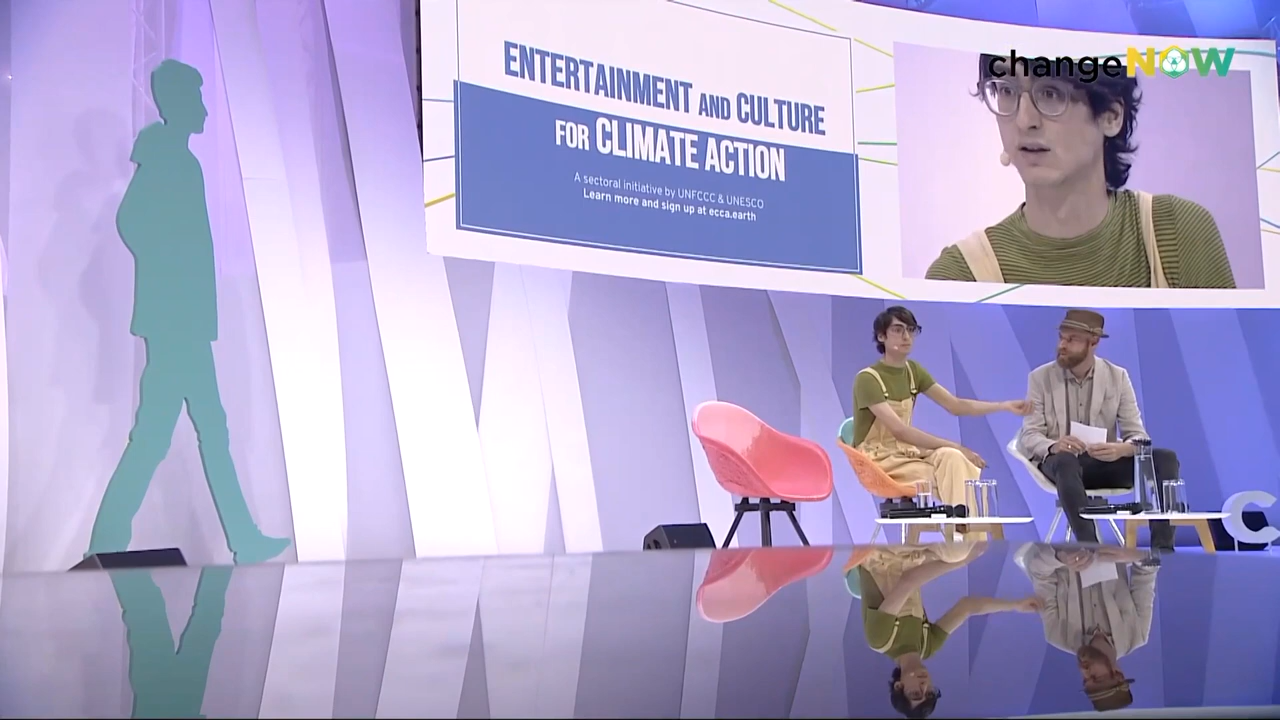 changeNOW
ENTERTAINMENT AND CULTURE
FOR CLIMATE ACTION
A sectoral initiative by UNFCCC & UNESCO
Learn more and sign up at ecca.earth
C